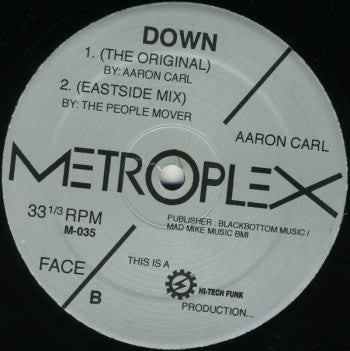 DOWN
1. (THE ORIGINAL)
BY: AARON CARL
2. (EASTSIDE MIX)
BY: THE PEOPLE MOVER
AARON CARL
METROPLEX
33 1/3 RPM
M-035
PUBLISHER : BLACKBOTTOM MUSIC /
MAD MIKE MUSIC BMI
FACE
B
THIS IS A
HI-TECH FUNK
PRODUCTION...